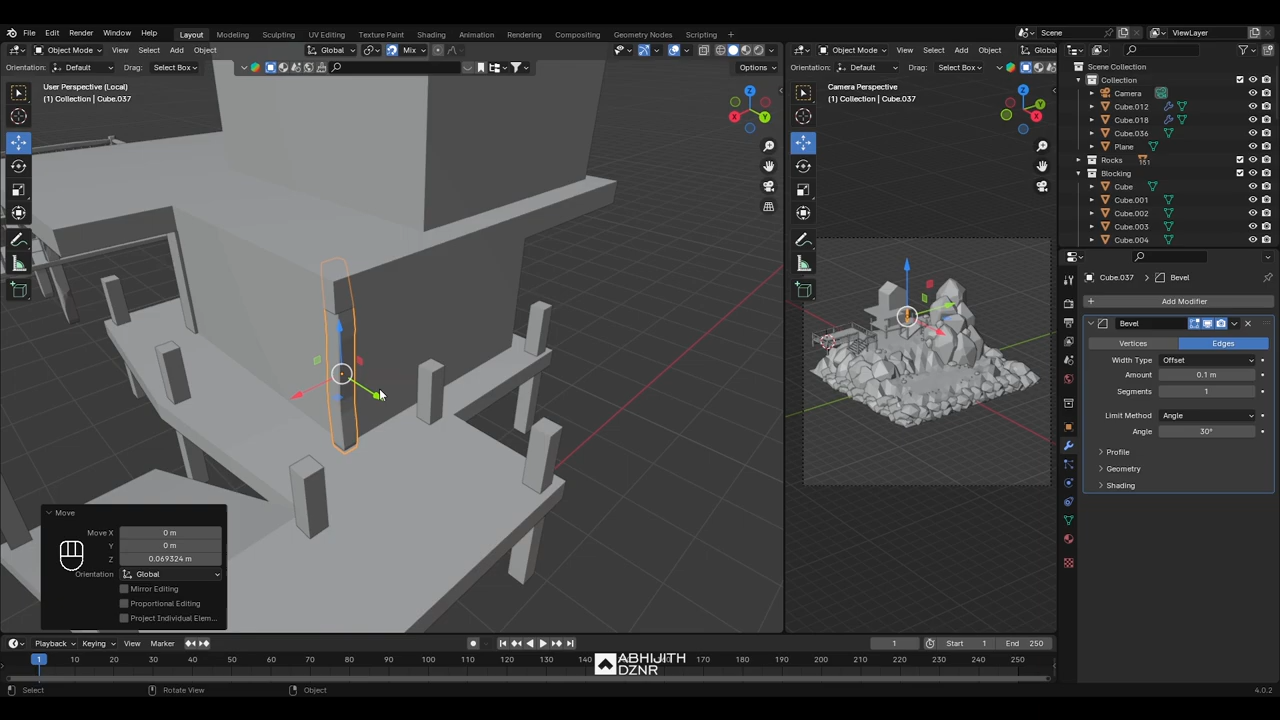 File Edit Render Window Help Layout Modeling Sculpting UV Editing Texture Paint Shading Animation Rendering Compositing Geometry Nodes Scripting + Scene ViewLayer
Object Mode View Select Add Object Global Mix Object Mode View Select Add Object Global
Orientation: Default Drag: Select Box Options Orientation: Default Drag: Select Box
Scene Collection
Collection
Camera
Cube.012
Cube.018
Cube.036
Plane
Rocks 151
Blocking
Cube
Cube.001
Cube.002
Cube.003
Cube.004
User Perspective (Local)
(1) Collection | Cube.037
Z
Y
X
Camera Perspective
(1) Collection | Cube.037
Z
Y
X
Cube.037 > Bevel
+ Add Modifier
Bevel
Vertices Edges
Width Type Offset
Amount 0.1 m
Segments 1
Limit Method Angle
Angle 30°
Profile
Geometry
Shading
Move
Move X 0 m
Y 0 m
Z 0.069324 m
Orientation Global
Mirror Editing
Proportional Editing
Project Individual Elem...
Playback Keying View Marker 1 Start 1 End 250
1 10 20 30 40 50 60 70 80 90 100 110 120 130 140 150 160 170 180 190 200 210 220 230 240 250
ABHIJITH
DZNR
Select Rotate View Object 4.0.2